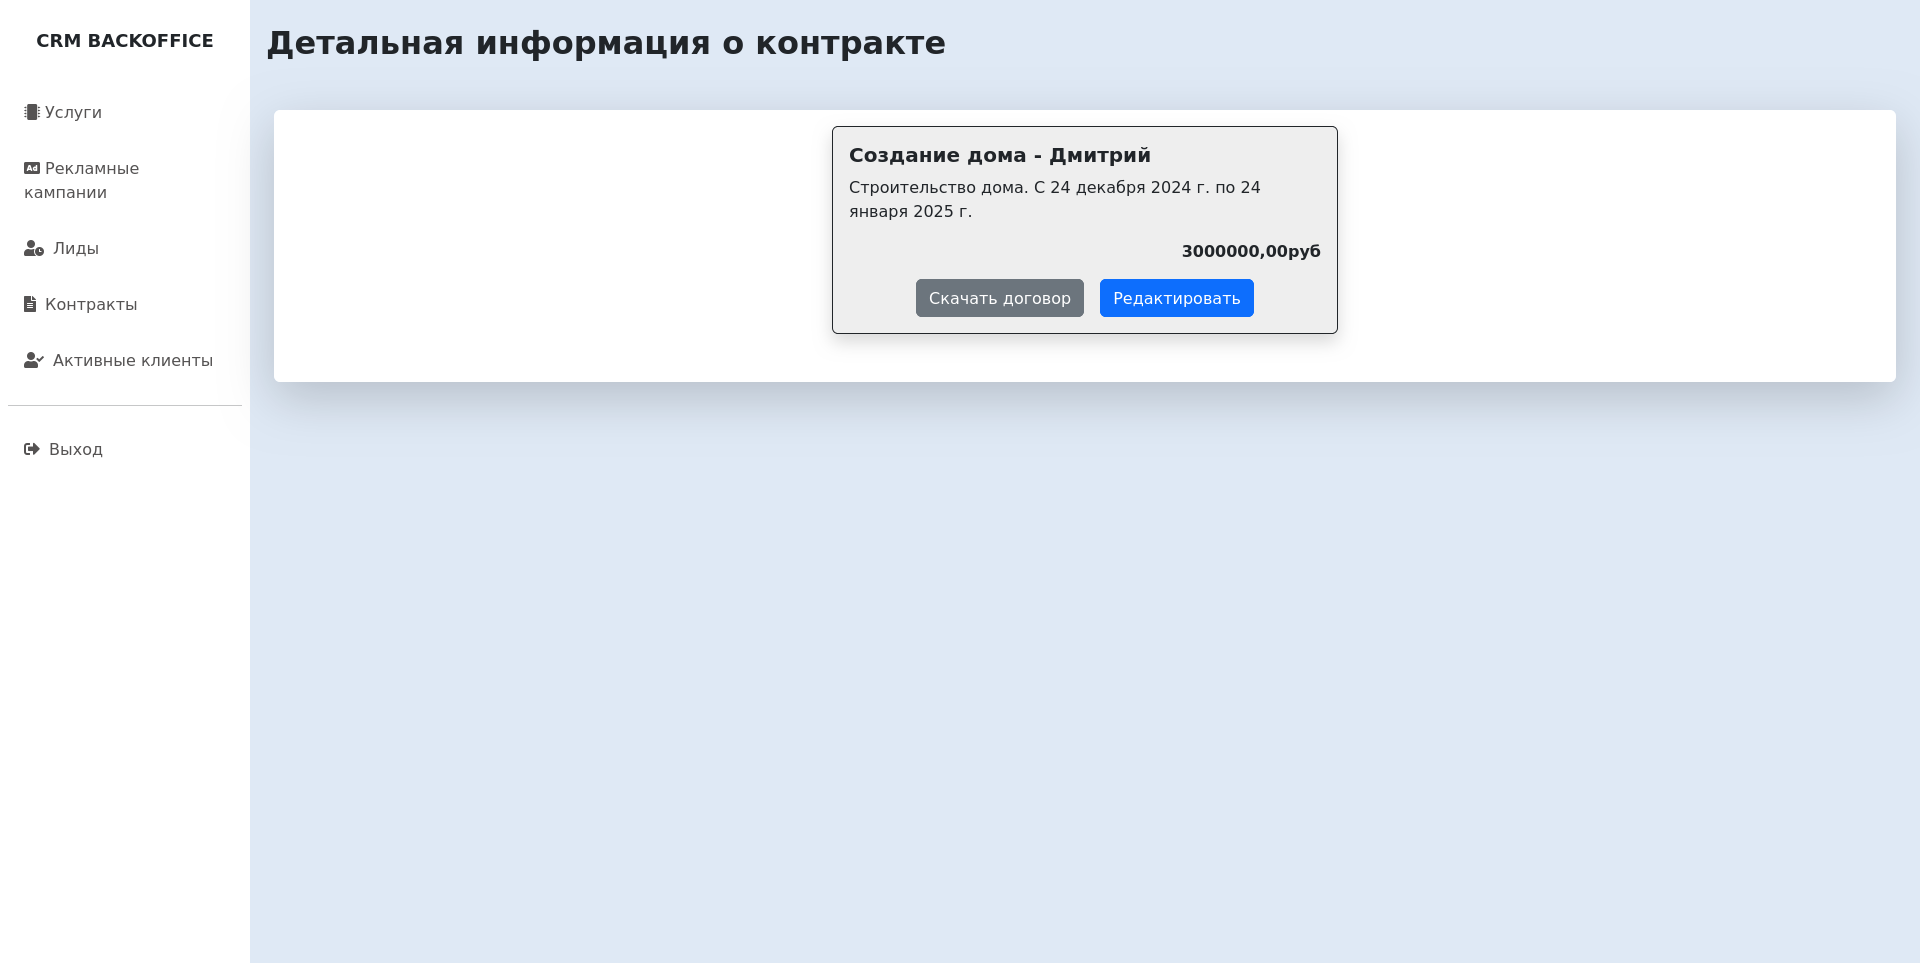 CRM BACKOFFICE
Услуги
Ad Рекламные
кампании
Лиды
Контракты
Активные клиенты
Выход
Детальная информация о контракте
Создание дома - Дмитрий
Строительство дома. С 24 декабря 2024 г. по 24
января 2025 г.
3000000,00руб
Скачать договор
Редактировать